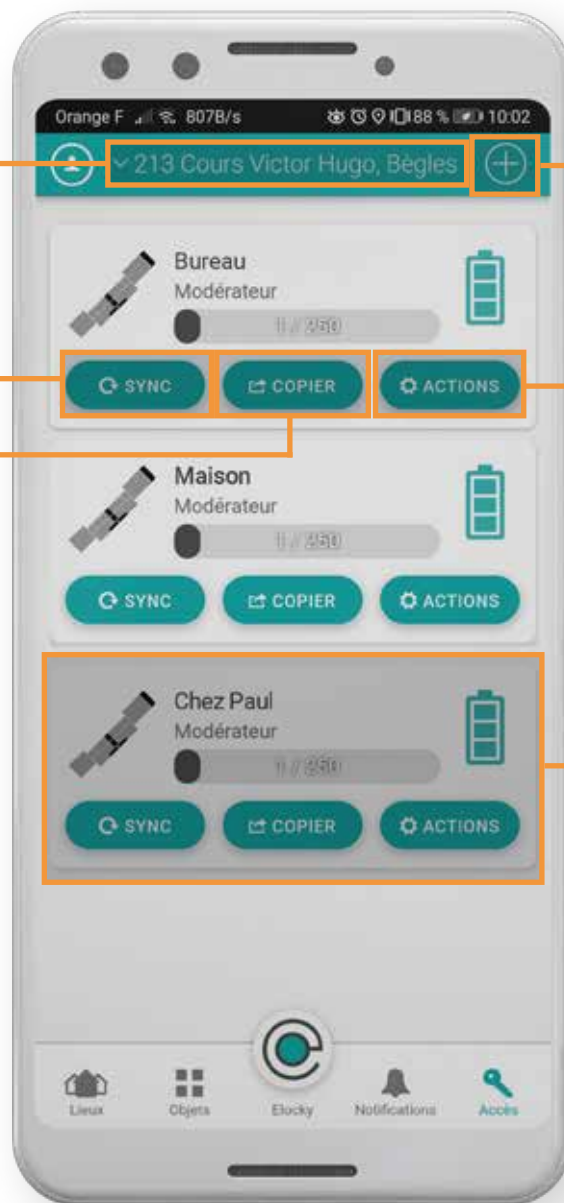 Orange F 807B/s 88 % 10:02
213 Cours Victor Hugo, Bègles
Bureau
Modérateur
1 / 250
SYNC COPIER ACTIONS
Maison
Modérateur
1 / 250
SYNC COPIER ACTIONS
Chez Paul
Modérateur
1 / 250
SYNC COPIER ACTIONS
Lieux Objets Elocky Notifications Accès